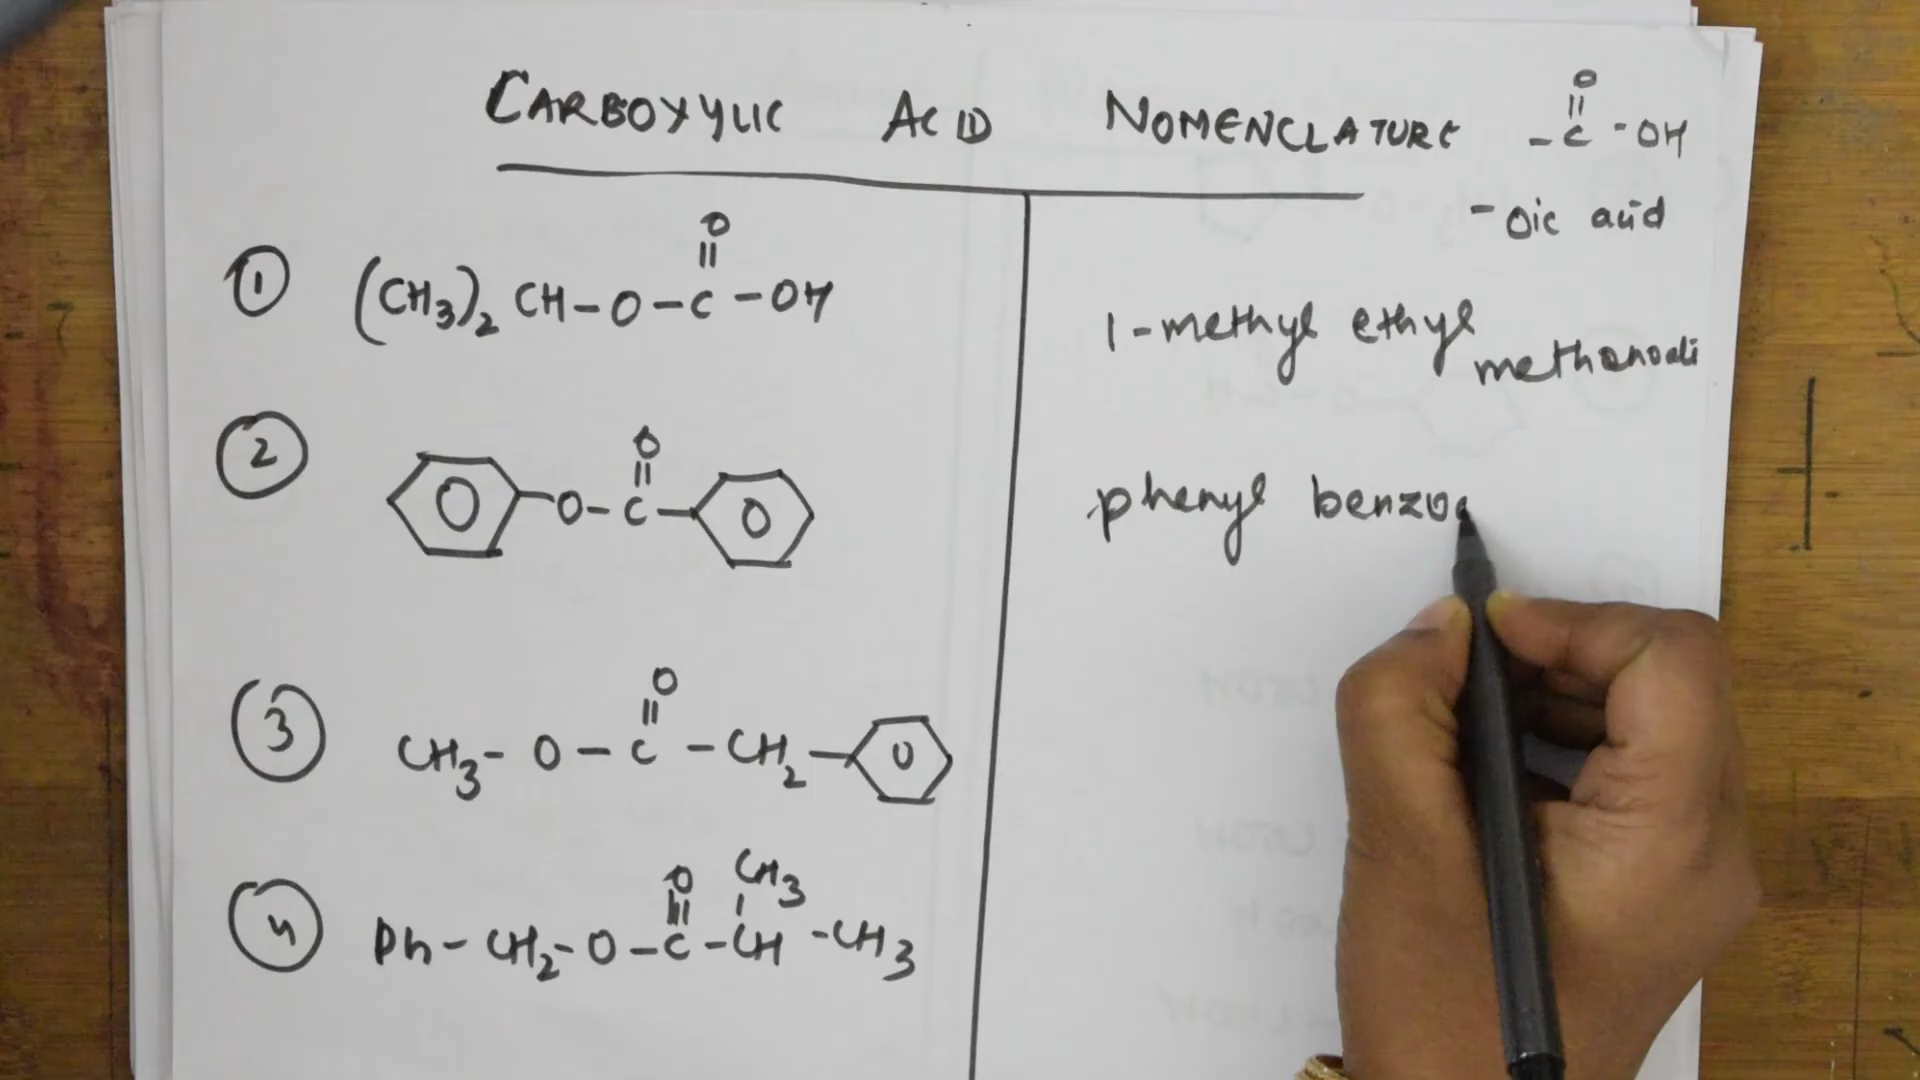 CARBOXYLIC ACID NOMENCLATURE
O
||
-C-OH
-oic acid
O
||
① (CH3)2 CH-O-C-OH
1-methyl ethyl
methanoali
O
||
② O-O-C-O
phenyl benzoa
O
||
③ CH3-O-C-CH2-O
O CH3
|| |
④ Ph-CH2-O-C-CH-CH3